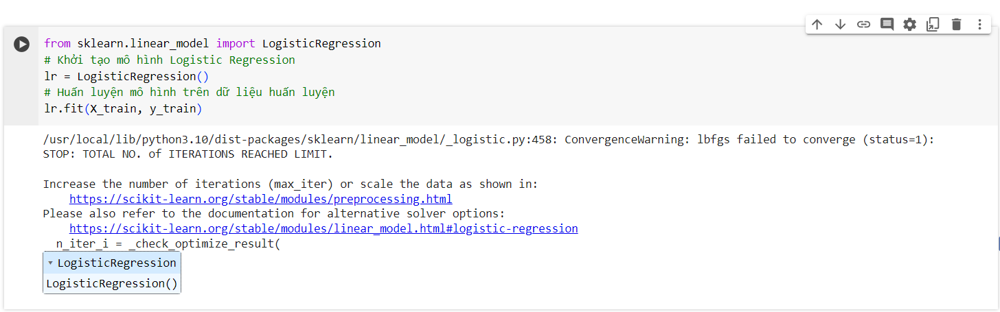 from sklearn.linear_model import LogisticRegression
# Khởi tạo mô hình Logistic Regression
lr = LogisticRegression()
# Huấn luyện mô hình trên dữ liệu huấn luyện
lr.fit(X_train, y_train)
/usr/local/lib/python3.10/dist-packages/sklearn/linear_model/_logistic.py:458: ConvergenceWarning: lbfgs failed to converge (status=1):
STOP: TOTAL NO. of ITERATIONS REACHED LIMIT.
Increase the number of iterations (max_iter) or scale the data as shown in:
https://scikit-learn.org/stable/modules/preprocessing.html
Please also refer to the documentation for alternative solver options:
https://scikit-learn.org/stable/modules/linear_model.html#logistic-regression
n_iter_i = _check_optimize_result(
LogisticRegression
LogisticRegression()